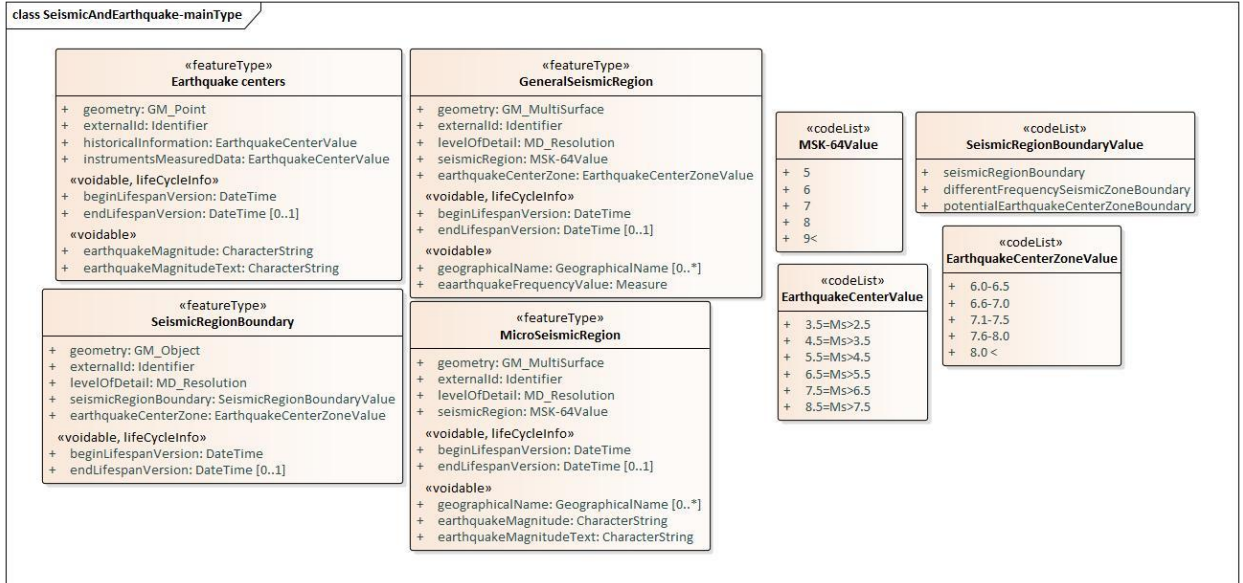 class SeismicAndEarthquake-mainType
«featureType»
Earthquake centers
+ geometry: GM_Point
+ externalId: Identifier
+ historicalInformation: EarthquakeCenterValue
+ instrumentsMeasuredData: EarthquakeCenterValue
«voidable, lifeCycleInfo»
+ beginLifespanVersion: DateTime
+ endLifespanVersion: DateTime [0..1]
«voidable»
+ earthquakeMagnitude: CharacterString
+ earthquakeMagnitudeText: CharacterString
«featureType»
GeneralSeismicRegion
+ geometry: GM_MultiSurface
+ externalId: Identifier
+ levelOfDetail: MD_Resolution
+ seismicRegion: MSK-64Value
+ earthquakeCenterZone: EarthquakeCenterZoneValue
«voidable, lifeCycleInfo»
+ beginLifespanVersion: DateTime
+ endLifespanVersion: DateTime [0..1]
«voidable»
+ geographicalName: GeographicalName [0..*]
+ eaarthquakeFrequencyValue: Measure
«codeList»
MSK-64Value
+ 5
+ 6
+ 7
+ 8
+ 9<
«codeList»
SeismicRegionBoundaryValue
+ seismicRegionBoundary
+ differentFrequencySeismicZoneBoundary
+ potentialEarthquakeCenterZoneBoundary
«codeList»
EarthquakeCenterZoneValue
+ 6.0-6.5
+ 6.6-7.0
+ 7.1-7.5
+ 7.6-8.0
+ 8.0 <
«codeList»
EarthquakeCenterValue
+ 3.5=Ms>2.5
+ 4.5=Ms>3.5
+ 5.5=Ms>4.5
+ 6.5=Ms>5.5
+ 7.5=Ms>6.5
+ 8.5=Ms>7.5
«featureType»
SeismicRegionBoundary
+ geometry: GM_Object
+ externalId: Identifier
+ levelOfDetail: MD_Resolution
+ seismicRegionBoundary: SeismicRegionBoundaryValue
+ earthquakeCenterZone: EarthquakeCenterZoneValue
«voidable, lifeCycleInfo»
+ beginLifespanVersion: DateTime
+ endLifespanVersion: DateTime [0..1]
«featureType»
MicroSeismicRegion
+ geometry: GM_MultiSurface
+ externalId: Identifier
+ levelOfDetail: MD_Resolution
+ seismicRegion: MSK-64Value
«voidable, lifeCycleInfo»
+ beginLifespanVersion: DateTime
+ endLifespanVersion: DateTime [0..1]
«voidable»
+ geographicalName: GeographicalName [0..*]
+ earthquakeMagnitude: CharacterString
+ earthquakeMagnitudeText: CharacterString